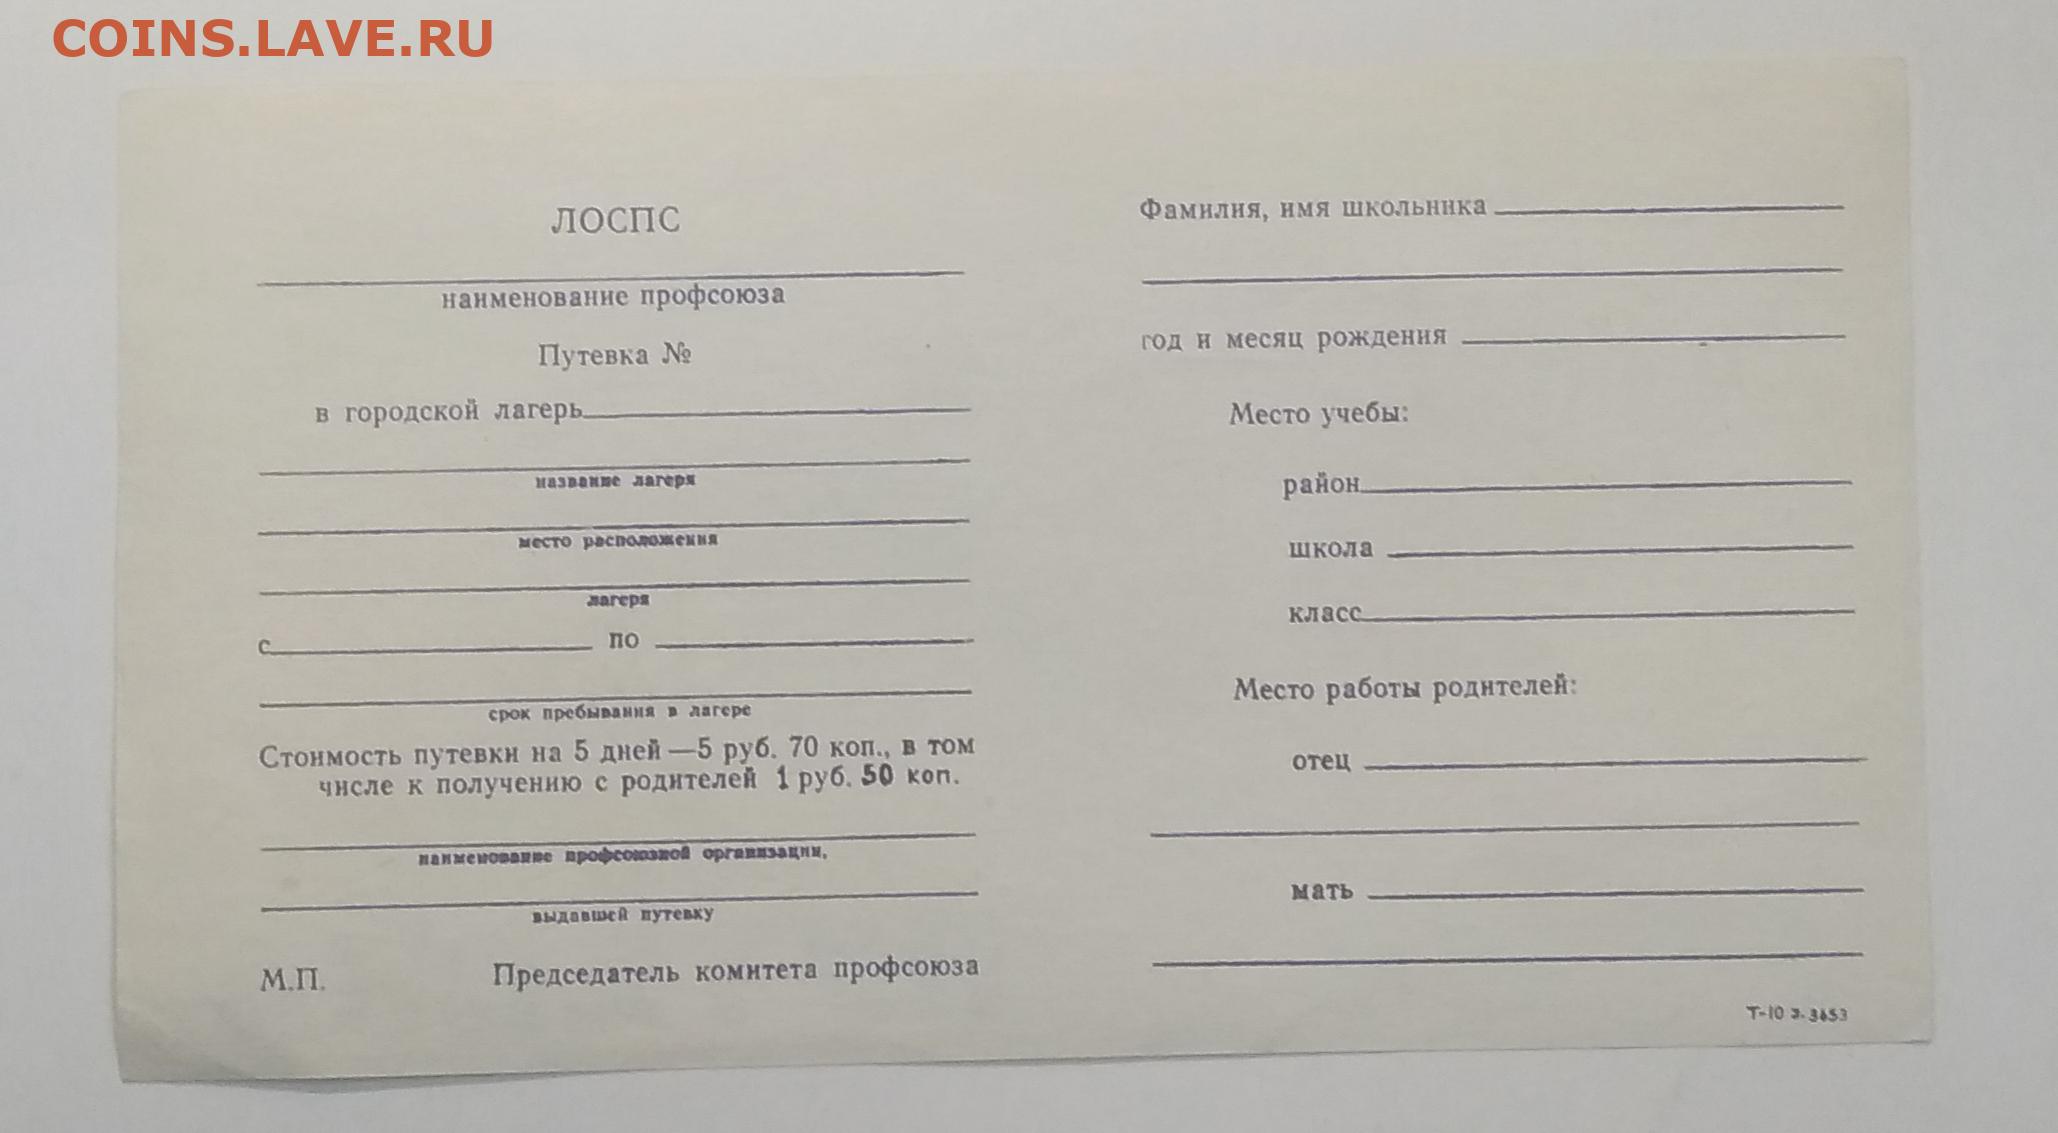 COINS.LAVE.RU
ЛОСПС
наименование профсоюза
Путевка №
в городской лагерь
название лагеря
место расположения
лагеря
с по
срок пребывания в лагере
Стоимость путевки на 5 дней—5 руб. 70 коп., в том
числе к получению с родителей 1 руб. 50 коп.
наименование профсоюзной организации,
выдавшей путевку
М.П. Председатель комитета профсоюза
Фамилия, имя школьника
год и месяц рождения
Место учебы:
район
школа
класс
Место работы родителей:
отец
мать
Т-10 з. 3653